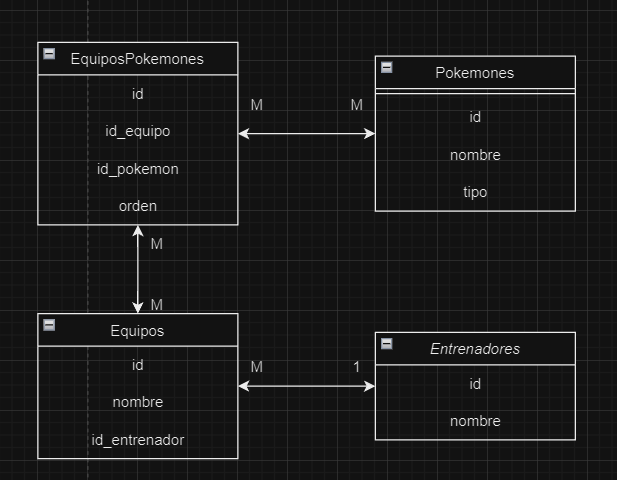 EquiposPokemones
id
id_equipo
id_pokemon
orden
M
M
Pokemones
id
nombre
tipo
M
M
Equipos
id
nombre
id_entrenador
M
1
Entrenadores
id
nombre